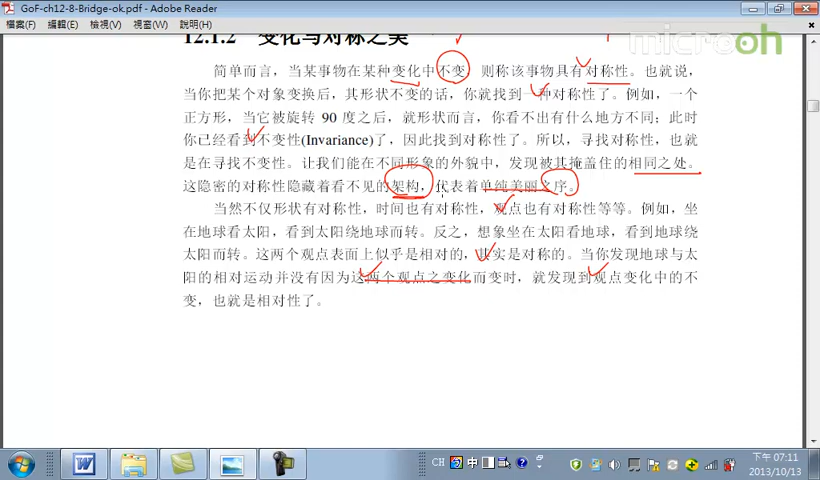 GoF-ch12-8-Bridge-ok.pdf - Adobe Reader
檔案(F) 編輯(E) 檢視(V) 視窗(W) 說明(H)
microoh
12.1.2 变化与对称之美
简单而言，当某事物在某种变化中不变，则称该事物具有对称性。也就说，
当你把某个对象变换后，其形状不变的话，你就找到一种对称性了。例如，一个
正方形，当它被旋转 90 度之后，就形状而言，你看不出有什么地方不同；此时
你已经看到不变性(Invariance)了，因此找到对称性了。所以，寻找对称性，也就
是在寻找不变性。让我们能在不同形象的外貌中，发现被其掩盖住的相同之处。
这隐密的对称性隐藏着看不见的架构，代表着单纯美丽之序。
当然不仅形状有对称性，时间也有对称性，观点也有对称性等等。例如，坐
在地球看太阳，看到太阳绕地球而转。反之，想象坐在太阳看地球，看到地球绕
太阳而转。这两个观点表面上似乎是相对的，其实是对称的。当你发现地球与太
阳的相对运动并没有因为这两个观点之变化而变时，就发现到观点变化中的不
变，也就是相对性了。
CH 中
下午 07:11
2013/10/13